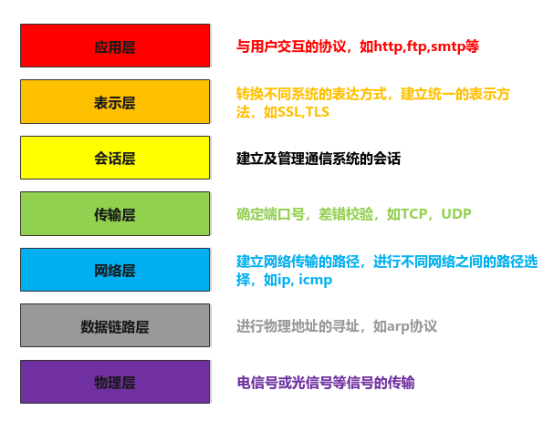 应用层
与用户交互的协议，如http,ftp,smtp等
表示层
转换不同系统的表达方式，建立统一的表示方
法，如SSL,TLS
会话层
建立及管理通信系统的会话
传输层
确定端口号，差错校验，如TCP，UDP
网络层
建立网络传输的路径，进行不同网络之间的路径选
择，如ip, icmp
数据链路层
进行物理地址的寻址，如arp协议
物理层
电信号或光信号等信号的传输